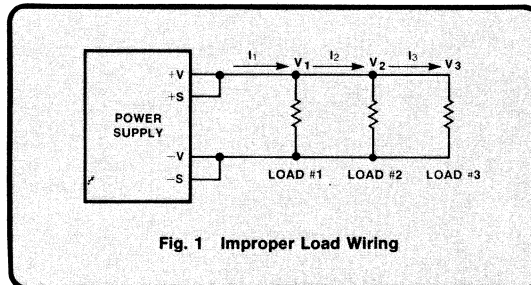 I1 V1 I2 V2 I3 V3
+V
+S
POWER
SUPPLY
−V
−S
LOAD #1 LOAD #2 LOAD #3
Fig. 1 Improper Load Wiring